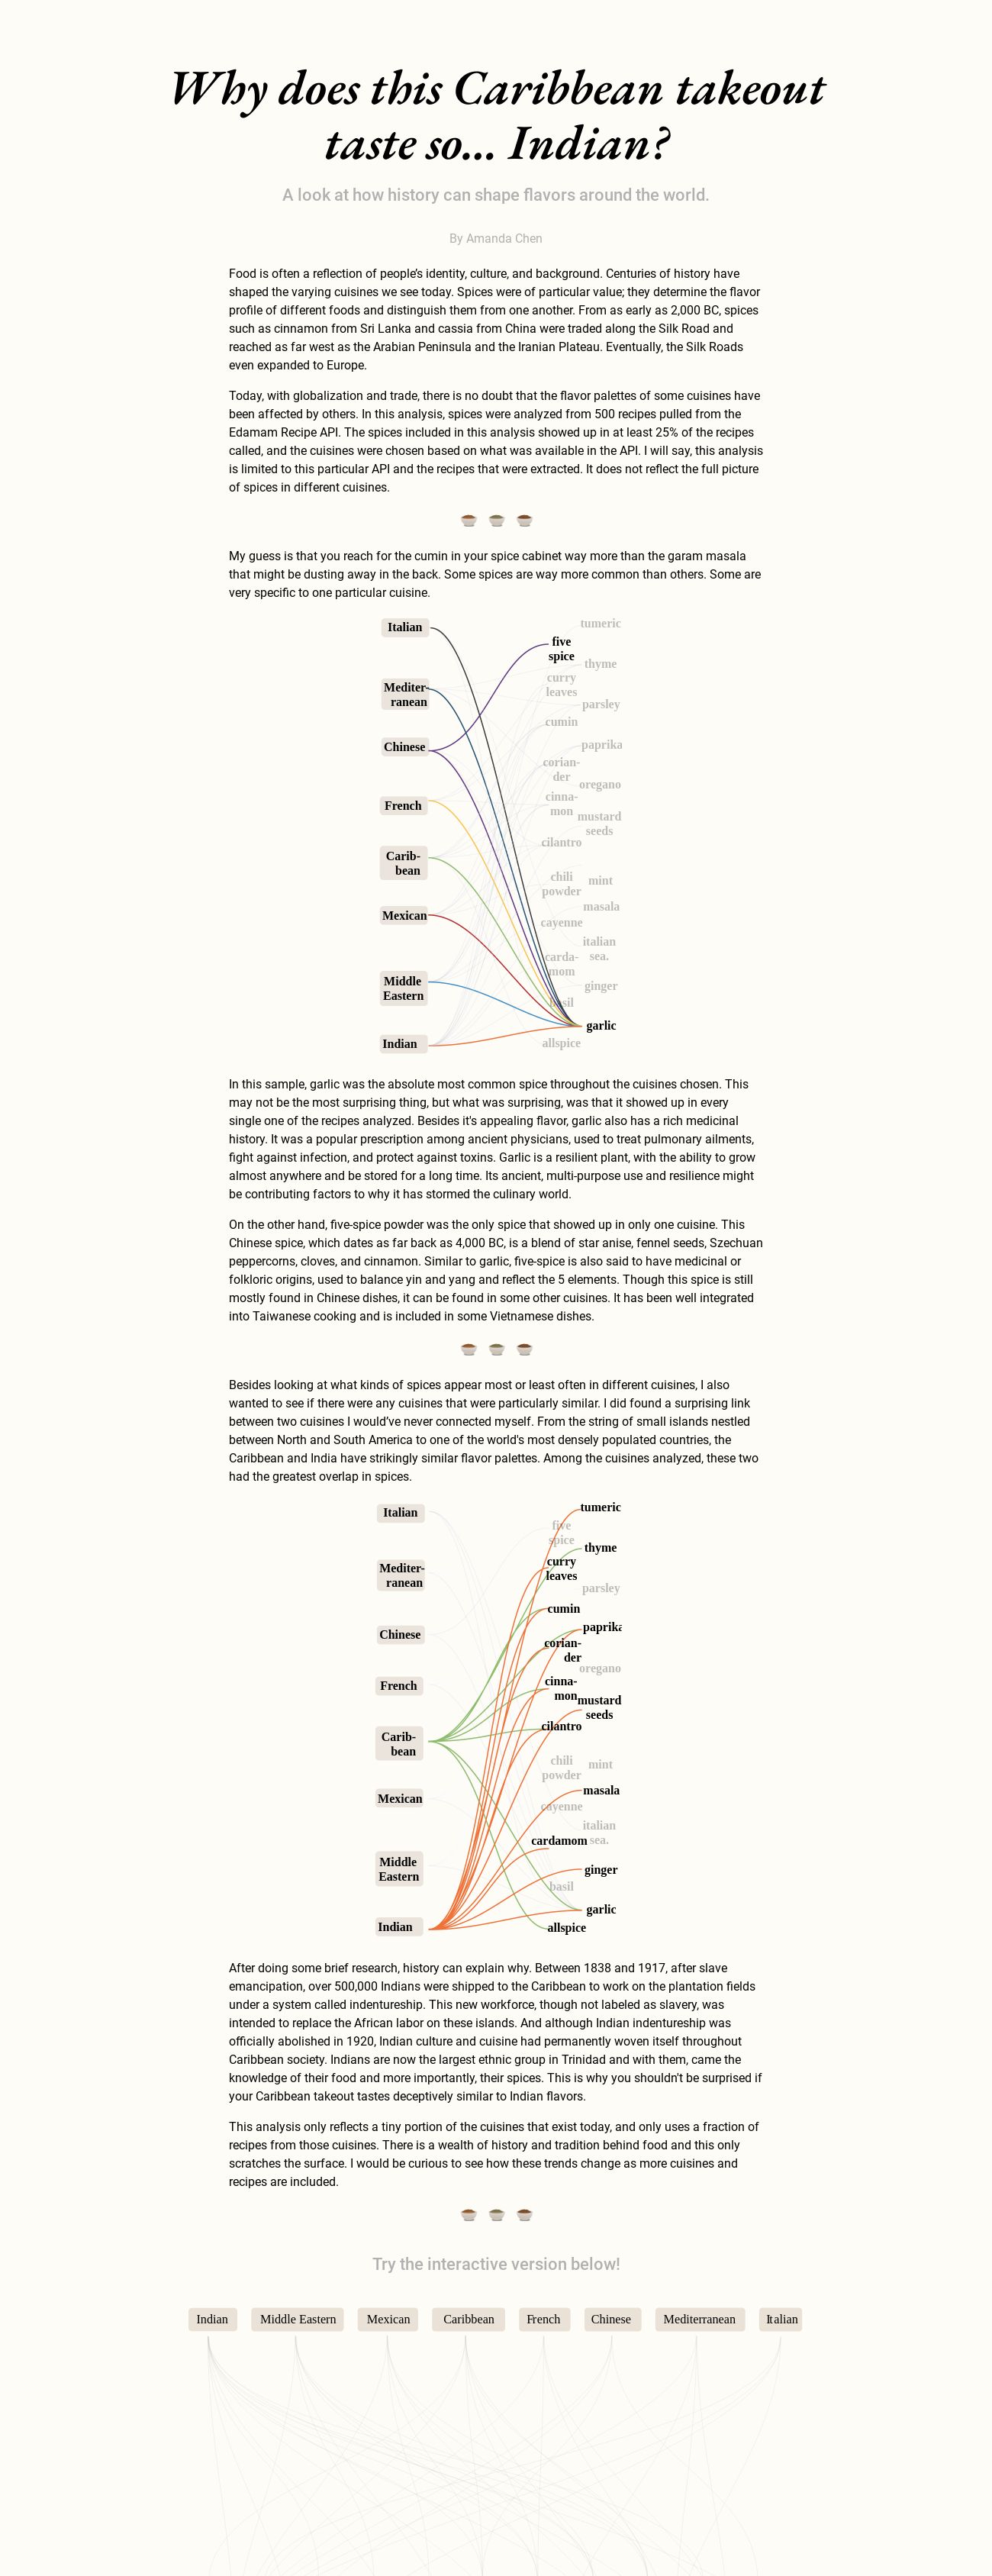 Why does this Caribbean takeout
taste so... Indian?
A look at how history can shape flavors around the world.
By Amanda Chen
Food is often a reflection of people’s identity, culture, and background. Centuries of history have
shaped the varying cuisines we see today. Spices were of particular value; they determine the flavor
profile of different foods and distinguish them from one another. From as early as 2,000 BC, spices
such as cinnamon from Sri Lanka and cassia from China were traded along the Silk Road and
reached as far west as the Arabian Peninsula and the Iranian Plateau. Eventually, the Silk Roads
even expanded to Europe.
Today, with globalization and trade, there is no doubt that the flavor palettes of some cuisines have
been affected by others. In this analysis, spices were analyzed from 500 recipes pulled from the
Edamam Recipe API. The spices included in this analysis showed up in at least 25% of the recipes
called, and the cuisines were chosen based on what was available in the API. I will say, this analysis
is limited to this particular API and the recipes that were extracted. It does not reflect the full picture
of spices in different cuisines.
My guess is that you reach for the cumin in your spice cabinet way more than the garam masala
that might be dusting away in the back. Some spices are way more common than others. Some are
very specific to one particular cuisine.
Italian
Mediter-
ranean
Chinese
French
Carib-
bean
Mexican
Middle
Eastern
Indian
tumeric
five
spice
thyme
curry
leaves
parsley
cumin
paprika
corian-
der
oregano
cinna-
mon
mustard
seeds
cilantro
chili
powder
mint
masala
cayenne
italian
sea.
carda-
mom
ginger
basil
garlic
allspice
In this sample, garlic was the absolute most common spice throughout the cuisines chosen. This
may not be the most surprising thing, but what was surprising, was that it showed up in every
single one of the recipes analyzed. Besides it's appealing flavor, garlic also has a rich medicinal
history. It was a popular prescription among ancient physicians, used to treat pulmonary ailments,
fight against infection, and protect against toxins. Garlic is a resilient plant, with the ability to grow
almost anywhere and be stored for a long time. Its ancient, multi-purpose use and resilience might
be contributing factors to why it has stormed the culinary world.
On the other hand, five-spice powder was the only spice that showed up in only one cuisine. This
Chinese spice, which dates as far back as 4,000 BC, is a blend of star anise, fennel seeds, Szechuan
peppercorns, cloves, and cinnamon. Similar to garlic, five-spice is also said to have medicinal or
folkloric origins, used to balance yin and yang and reflect the 5 elements. Though this spice is still
mostly found in Chinese dishes, it can be found in some other cuisines. It has been well integrated
into Taiwanese cooking and is included in some Vietnamese dishes.
Besides looking at what kinds of spices appear most or least often in different cuisines, I also
wanted to see if there were any cuisines that were particularly similar. I did found a surprising link
between two cuisines I would’ve never connected myself. From the string of small islands nestled
between North and South America to one of the world's most densely populated countries, the
Caribbean and India have strikingly similar flavor palettes. Among the cuisines analyzed, these two
had the greatest overlap in spices.
Italian
Mediter-
ranean
Chinese
French
Carib-
bean
Mexican
Middle
Eastern
Indian
tumeric
five
spice
thyme
curry
leaves
parsley
cumin
paprika
corian-
der
oregano
cinna-
mon
mustard
seeds
cilantro
chili
powder
mint
masala
cayenne
italian
sea.
cardamom
ginger
basil
garlic
allspice
After doing some brief research, history can explain why. Between 1838 and 1917, after slave
emancipation, over 500,000 Indians were shipped to the Caribbean to work on the plantation fields
under a system called indentureship. This new workforce, though not labeled as slavery, was
intended to replace the African labor on these islands. And although Indian indentureship was
officially abolished in 1920, Indian culture and cuisine had permanently woven itself throughout
Caribbean society. Indians are now the largest ethnic group in Trinidad and with them, came the
knowledge of their food and more importantly, their spices. This is why you shouldn't be surprised if
your Caribbean takeout tastes deceptively similar to Indian flavors.
This analysis only reflects a tiny portion of the cuisines that exist today, and only uses a fraction of
recipes from those cuisines. There is a wealth of history and tradition behind food and this only
scratches the surface. I would be curious to see how these trends change as more cuisines and
recipes are included.
Try the interactive version below!
Indian Middle Eastern Mexican Caribbean French Chinese Mediterranean Italian